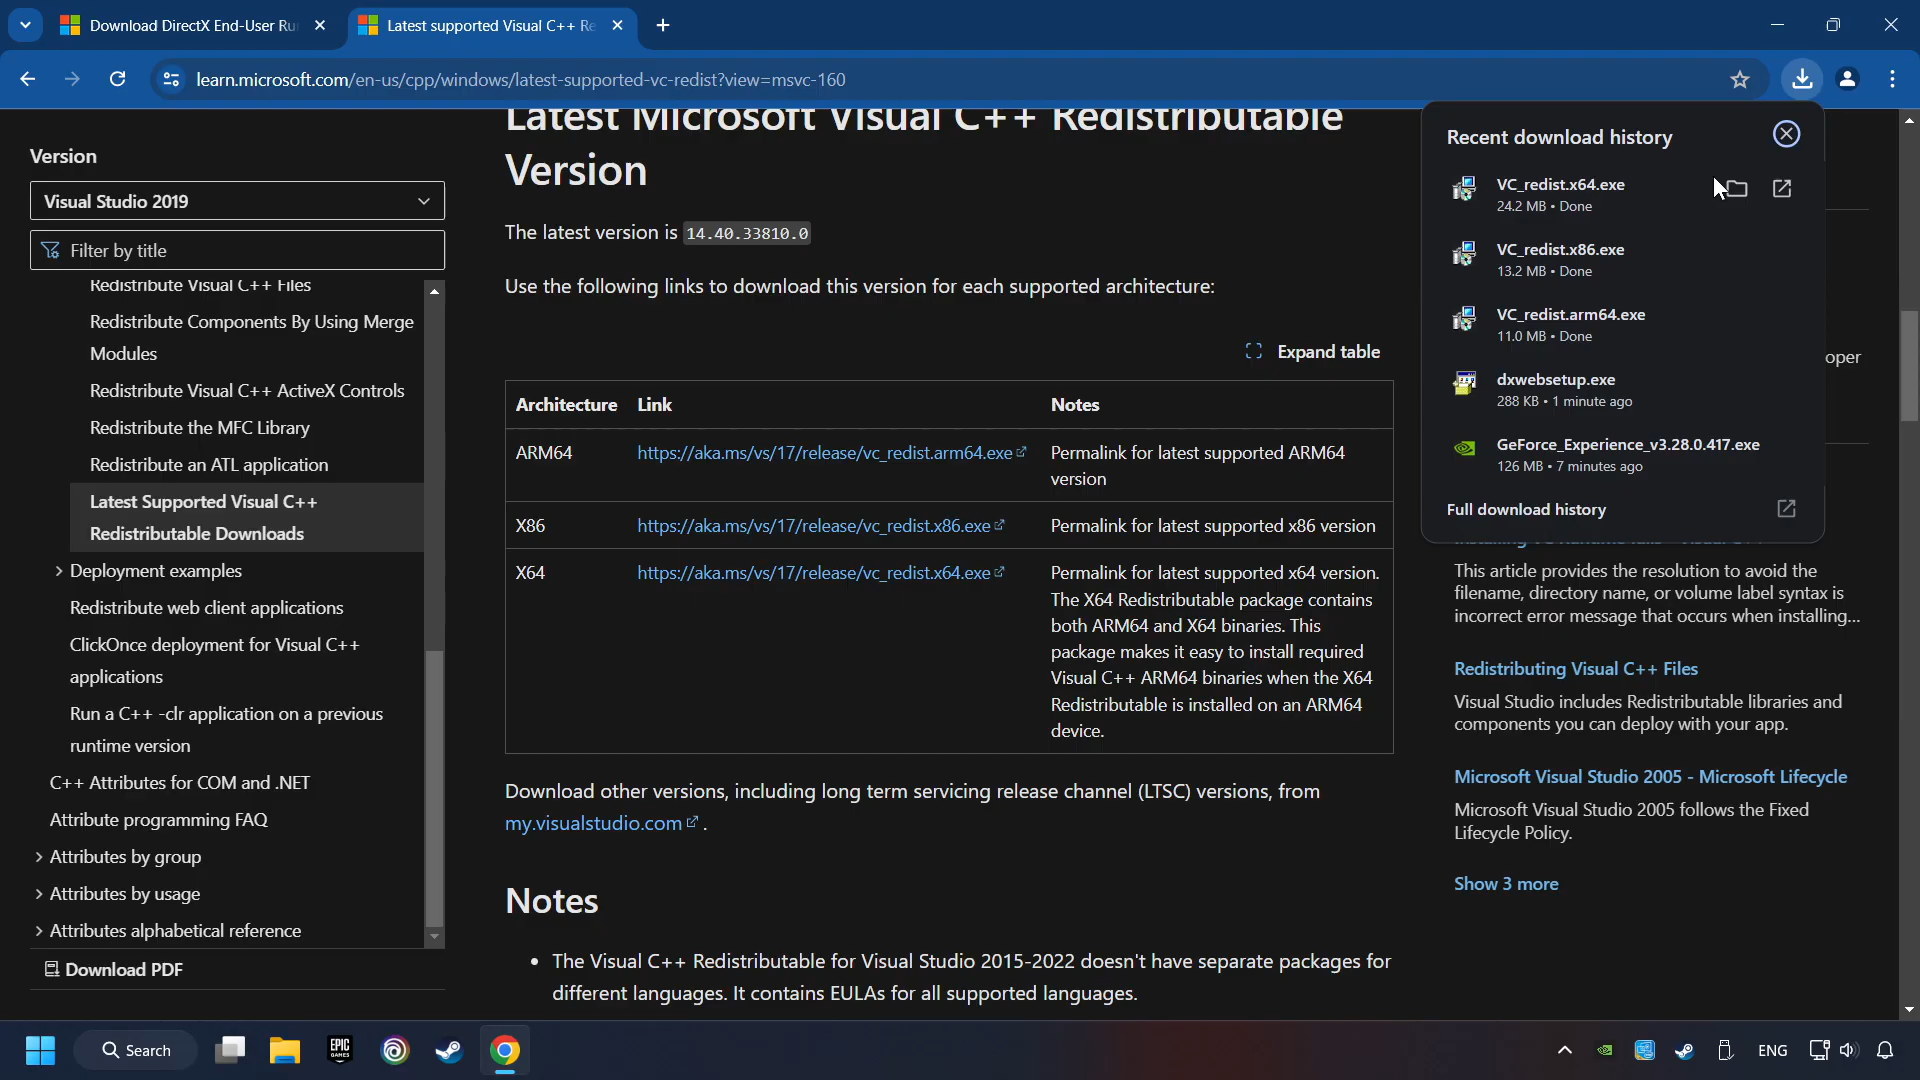 Download DirectX End-User Ru
Latest supported Visual C++ Re
learn.microsoft.com/en-us/cpp/windows/latest-supported-vc-redist?view=msvc-160
Version
Visual Studio 2019
Filter by title
Redistribute Visual C++ Files
Redistribute Components By Using Merge
Modules
Redistribute Visual C++ ActiveX Controls
Redistribute the MFC Library
Redistribute an ATL application
Latest Supported Visual C++
Redistributable Downloads
Deployment examples
Redistribute web client applications
ClickOnce deployment for Visual C++
applications
Run a C++ -clr application on a previous
runtime version
C++ Attributes for COM and .NET
Attribute programming FAQ
Attributes by group
Attributes by usage
Attributes alphabetical reference
Download PDF
Latest Microsoft Visual C++ Redistributable
Version
The latest version is 14.40.33810.0
Use the following links to download this version for each supported architecture:
Expand table
Architecture Link Notes
ARM64 https://aka.ms/vs/17/release/vc_redist.arm64.exe Permalink for latest supported ARM64
version
X86 https://aka.ms/vs/17/release/vc_redist.x86.exe Permalink for latest supported x86 version
X64 https://aka.ms/vs/17/release/vc_redist.x64.exe Permalink for latest supported x64 version.
The X64 Redistributable package contains
both ARM64 and X64 binaries. This
package makes it easy to install required
Visual C++ ARM64 binaries when the X64
Redistributable is installed on an ARM64
device.
Download other versions, including long term servicing release channel (LTSC) versions, from
my.visualstudio.com .
Notes
• The Visual C++ Redistributable for Visual Studio 2015-2022 doesn't have separate packages for
different languages. It contains EULAs for all supported languages.
Recent download history
VC_redist.x64.exe
24.2 MB • Done
VC_redist.x86.exe
13.2 MB • Done
VC_redist.arm64.exe
11.0 MB • Done
dxwebsetup.exe
288 KB • 1 minute ago
GeForce_Experience_v3.28.0.417.exe
126 MB • 7 minutes ago
Full download history
oper
This article provides the resolution to avoid the
filename, directory name, or volume label syntax is
incorrect error message that occurs when installing...
Redistributing Visual C++ Files
Visual Studio includes Redistributable libraries and
components you can deploy with your app.
Microsoft Visual Studio 2005 - Microsoft Lifecycle
Microsoft Visual Studio 2005 follows the Fixed
Lifecycle Policy.
Show 3 more
Search
EPIC
GAMES
ENG